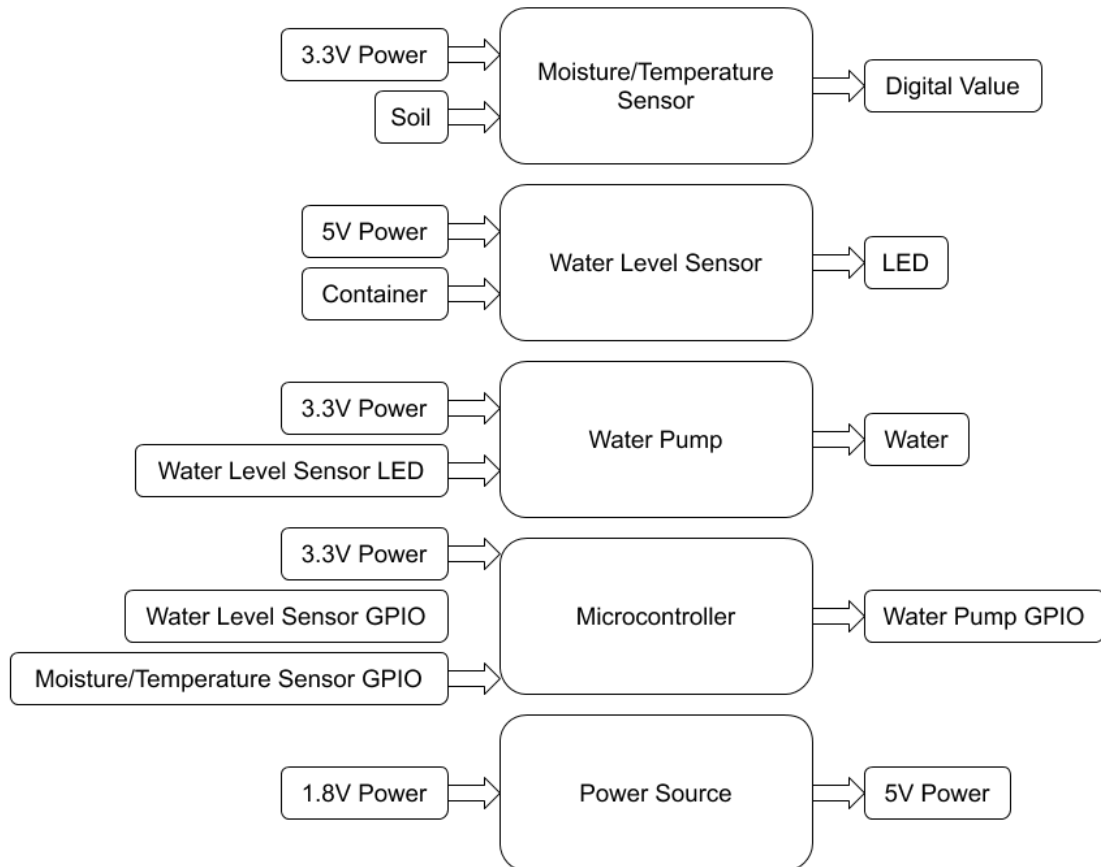 3.3V Power
Soil
Moisture/Temperature
Sensor
Digital Value
5V Power
Container
Water Level Sensor
LED
3.3V Power
Water Level Sensor LED
Water Pump
Water
3.3V Power
Water Level Sensor GPIO
Moisture/Temperature Sensor GPIO
Microcontroller
Water Pump GPIO
1.8V Power
Power Source
5V Power